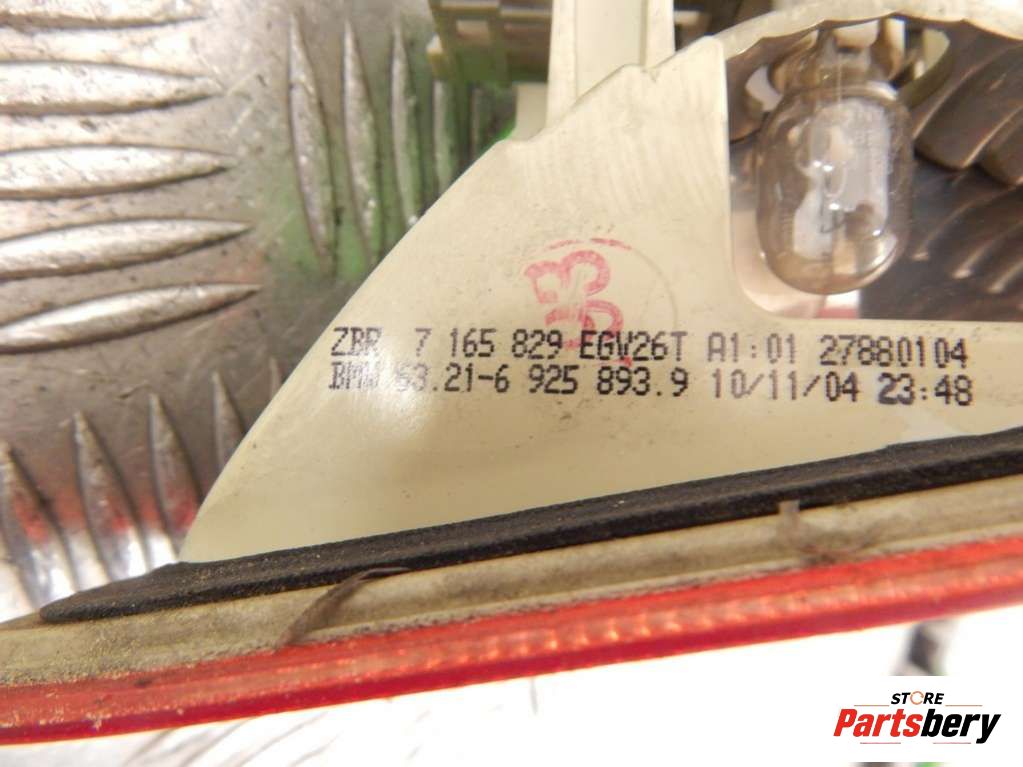 ZBR 7 165 829 EGV26T A1:01 27880104
BMW 63.21-6 925 893.9 10/11/04 23:48
STORE
Partsbery